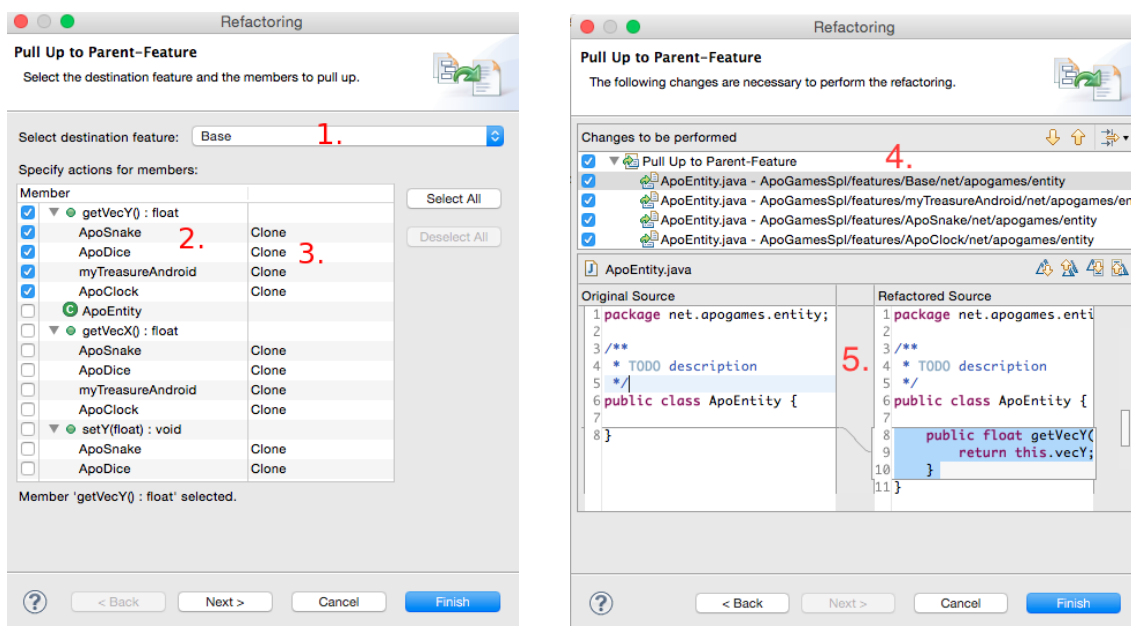 Refactoring
Pull Up to Parent-Feature
Select the destination feature and the members to pull up.
Select destination feature: Base 1.
Specify actions for members:
Member
getVecY() : float
ApoSnake 2. Clone
ApoDice Clone 3.
myTreasureAndroid Clone
ApoClock Clone
C ApoEntity
getVecX() : float
ApoSnake Clone
ApoDice Clone
myTreasureAndroid Clone
ApoClock Clone
setY(float) : void
ApoSnake Clone
ApoDice Clone
Select All
Deselect All
Member 'getVecY() : float' selected.
? < Back Next > Cancel Finish
Refactoring
Pull Up to Parent-Feature
The following changes are necessary to perform the refactoring.
Changes to be performed
Pull Up to Parent-Feature 4.
ApoEntity.java - ApoGamesSpl/features/Base/net/apogames/entity
ApoEntity.java - ApoGamesSpl/features/myTreasureAndroid/net/apogames/en
ApoEntity.java - ApoGamesSpl/features/ApoSnake/net/apogames/entity
ApoEntity.java - ApoGamesSpl/features/ApoClock/net/apogames/entity
J ApoEntity.java
Original Source
1 package net.apogames.entity;
2
3 /**
4 * TODO description
5 */
6 public class ApoEntity {
7
8 }
5.
Refactored Source
1 package net.apogames.enti
2
3 /**
4 * TODO description
5 */
6 public class ApoEntity {
7
8 public float getVecY(
9 return this.vecY;
10 }
11 }
? < Back Next > Cancel Finish